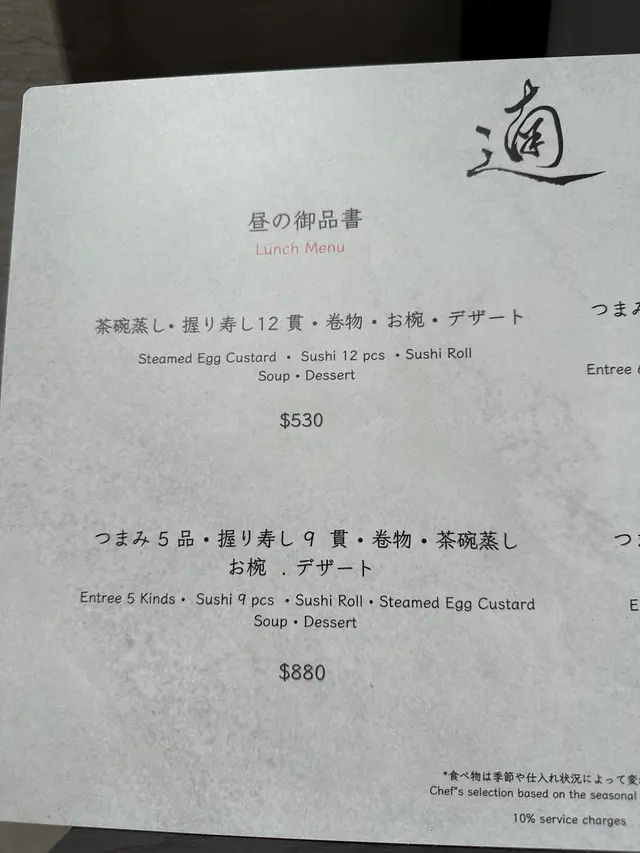 昼の御品書
Lunch Menu
茶碗蒸し・握り寿し12 貫・巻物・お椀・デザート
Steamed Egg Custard ・ Sushi 12 pcs ・Sushi Roll
Soup・Dessert
$530
つまみ 5 品・握り寿し 9 貫・巻物・茶碗蒸し
お椀 . デザート
Entree 5 Kinds・ Sushi 9 pcs ・Sushi Roll・Steamed Egg Custard
Soup・Dessert
$880
つまみ
Entree
つ
E
*食べ物は季節や仕入れ状況によって変
Chef's selection based on the seasonal
10% service charges